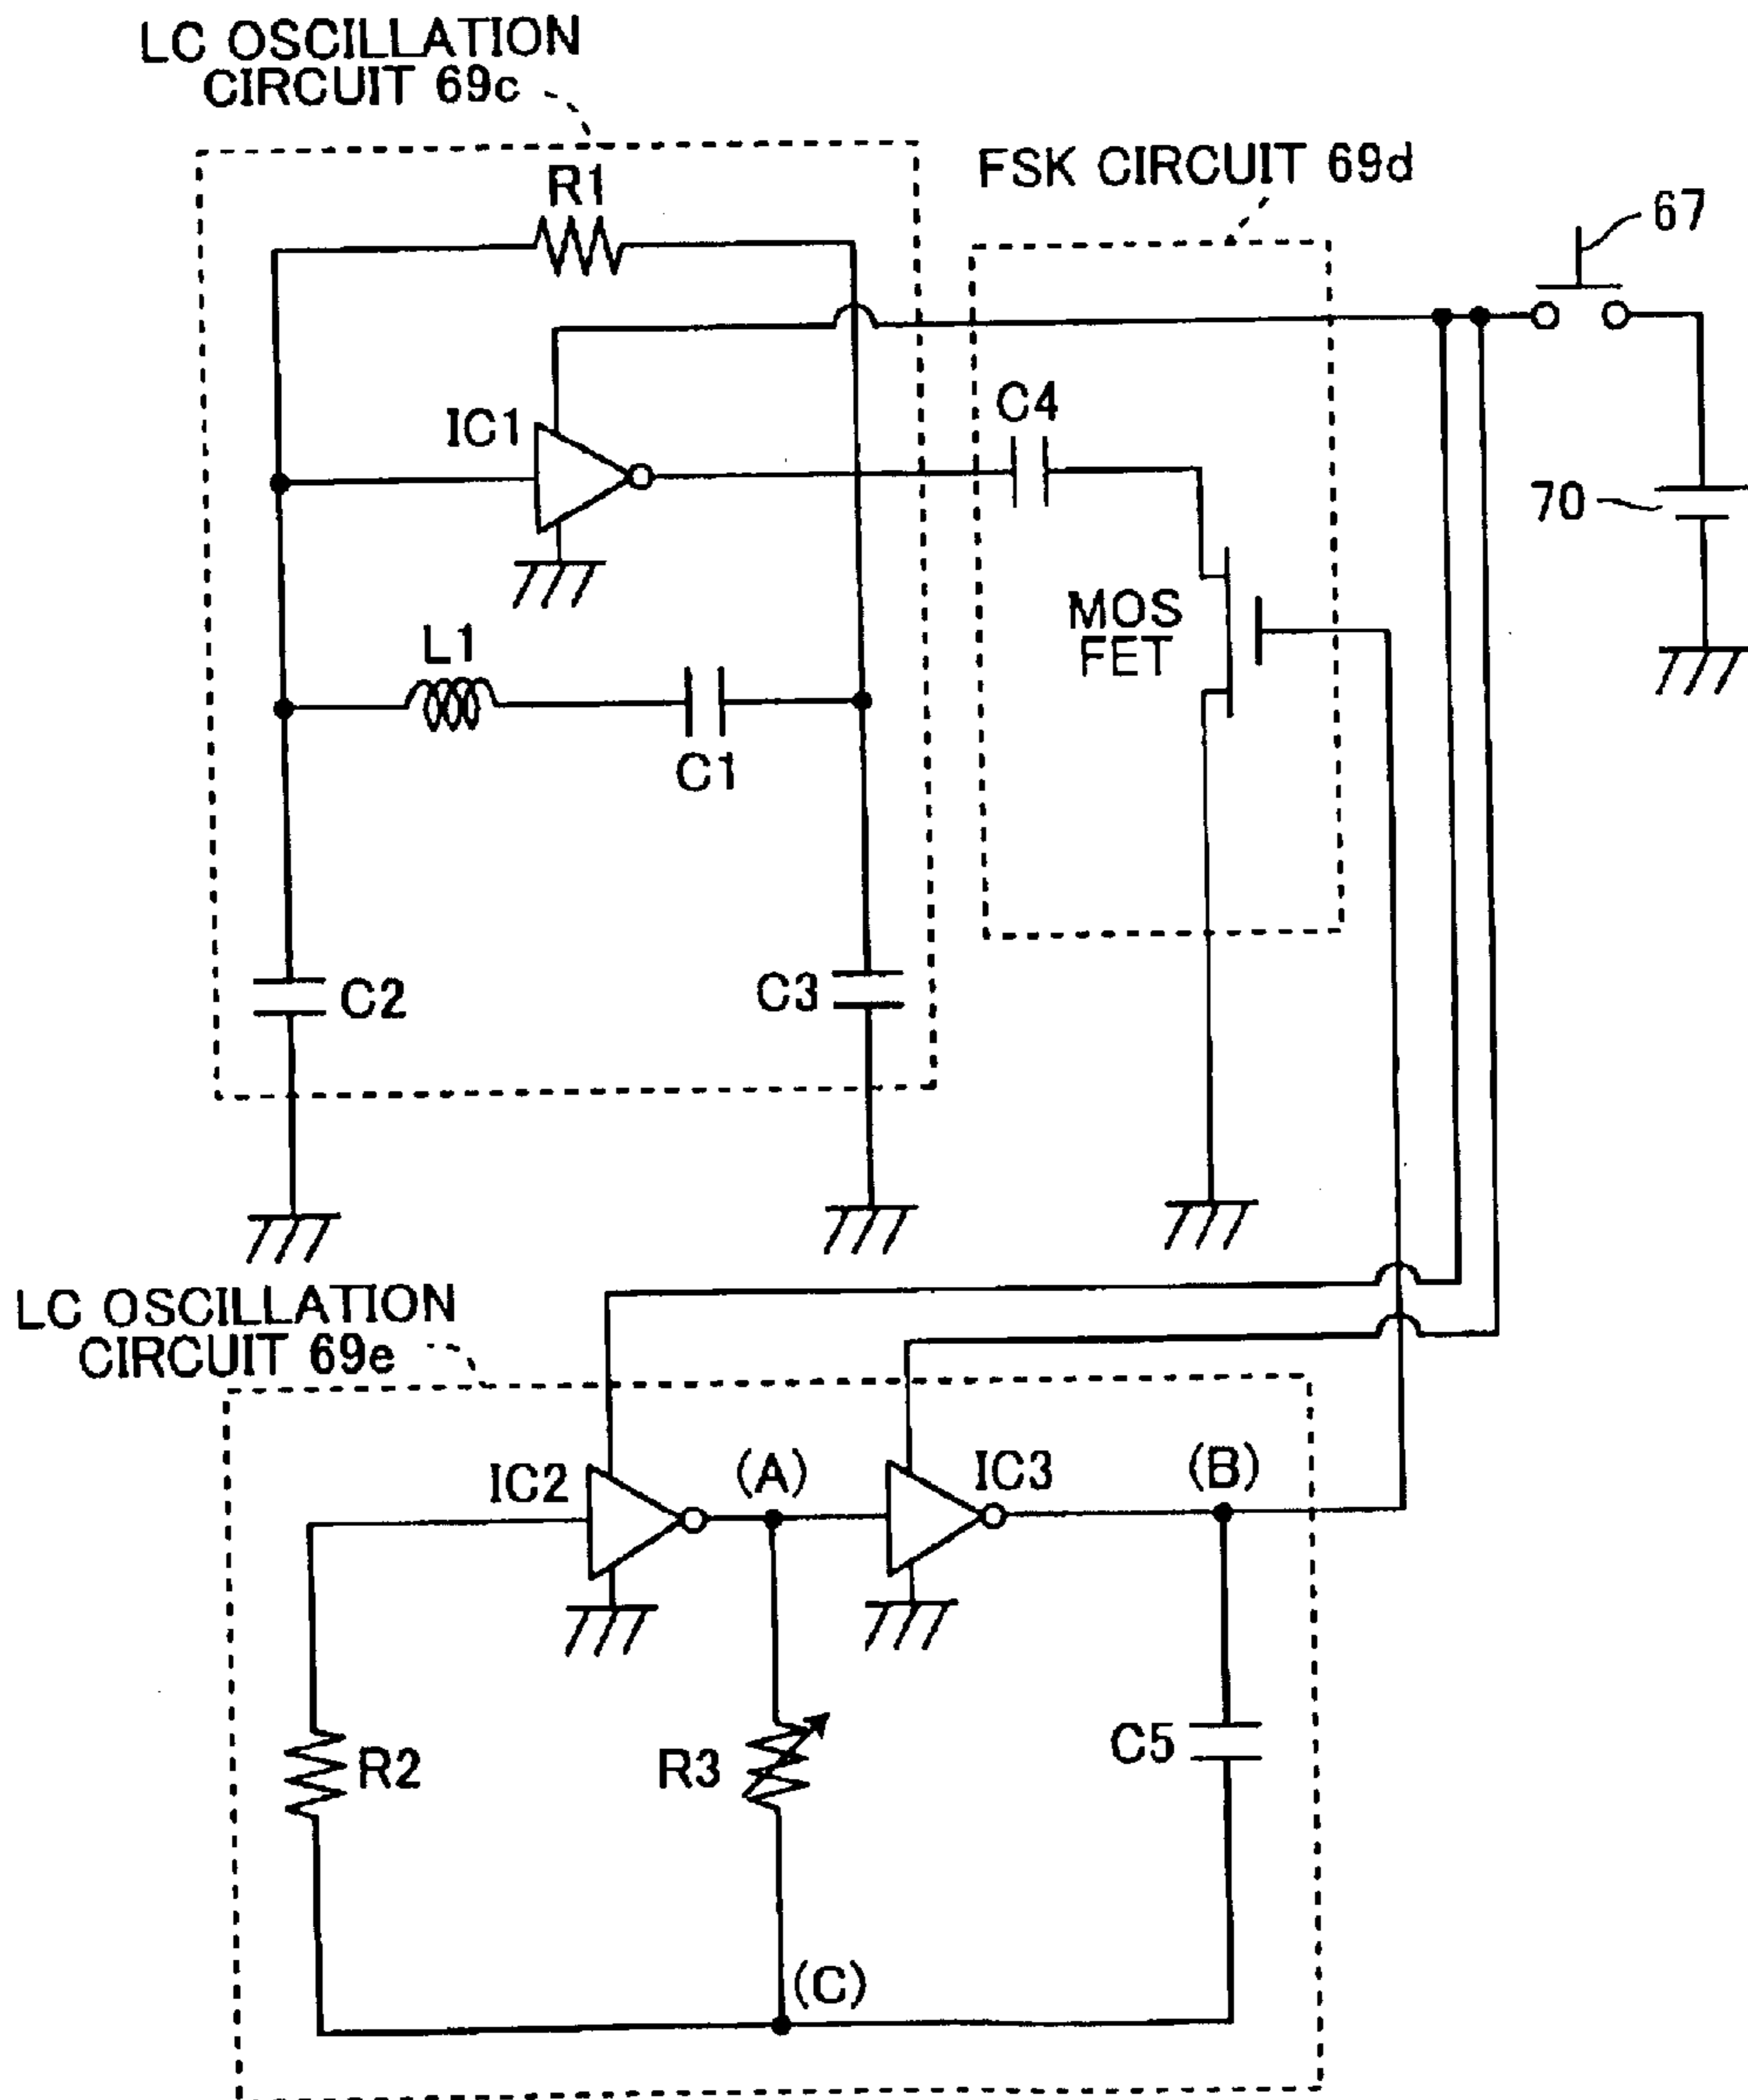 LC OSCILLATION
CIRCUIT 69c
FSK CIRCUIT 69d
R1
67
C4
IC1
70
MOS
FET
L1
C1
C2
C3
LC OSCILLATION
CIRCUIT 69e
IC2
(A)
IC3
(B)
R2
R3
C5
(C)